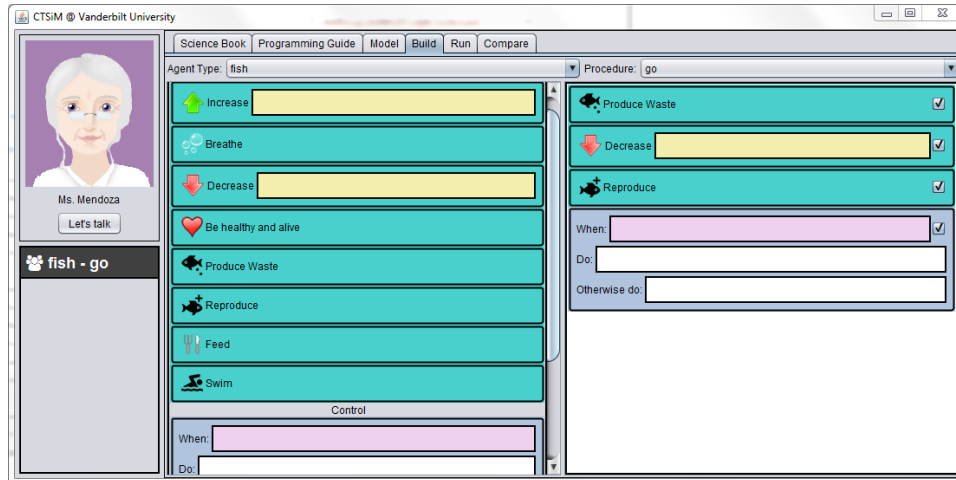 CTSiM @ Vanderbilt University
Science Book Programming Guide Model Build Run Compare
Agent Type: fish Procedure: go
Ms. Mendoza
Let's talk
fish - go
Increase
Breathe
Decrease
Be healthy and alive
Produce Waste
Reproduce
Feed
Swim
Control
When:
Do:
Produce Waste
Decrease
Reproduce
When:
Do:
Otherwise do: